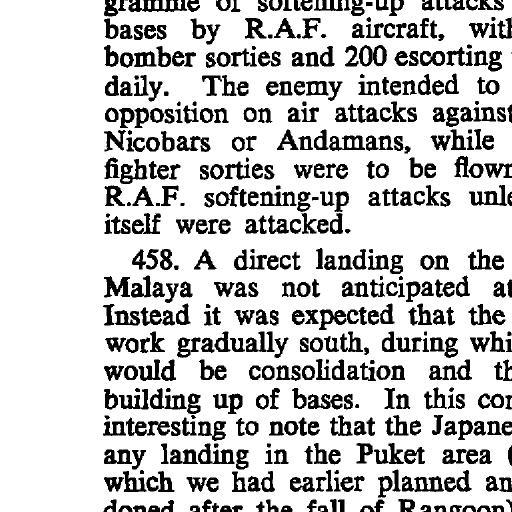 gramme of softening-up attacks
bases by R.A.F. aircraft, with
bomber sorties and 200 escorting
daily. The enemy intended to
opposition on air attacks against
Nicobars or Andamans, while
fighter sorties were to be flown
R.A.F. softening-up attacks unle
itself were attacked.
458. A direct landing on the
Malaya was not anticipated at
Instead it was expected that the
work gradually south, during whi
would be consolidation and th
building up of bases. In this con
interesting to note that the Japane
any landing in the Puket area (
which we had earlier planned an
doned after the fall of Rangoon)